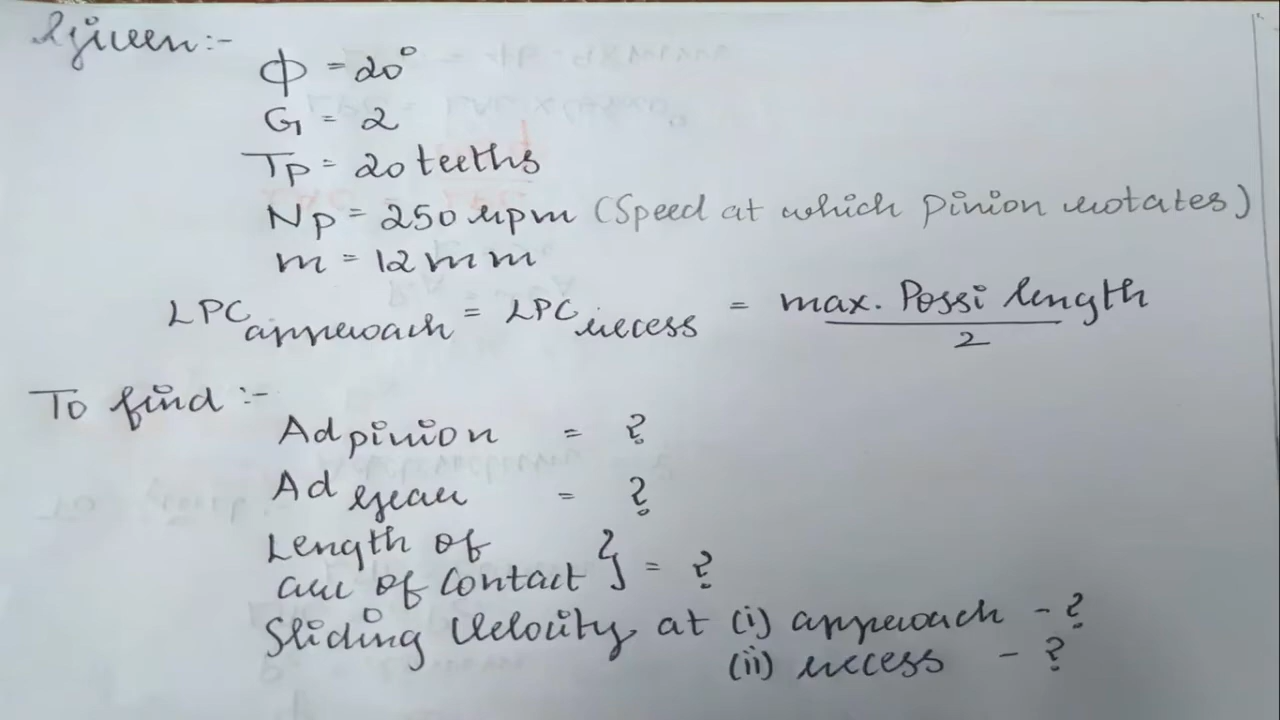 Given:-
ϕ = 20°
G = 2
Tp = 20 teeths
Np = 250 rpm (Speed at which pinion rotates)
m = 12 mm
LPC approach = LPC recess = max. Possi length / 2
To find :-
Ad pinion = ?
Ad gear = ?
Length of
arc of contact } = ?
Sliding Velocity at (i) approach - ?
(ii) recess - ?